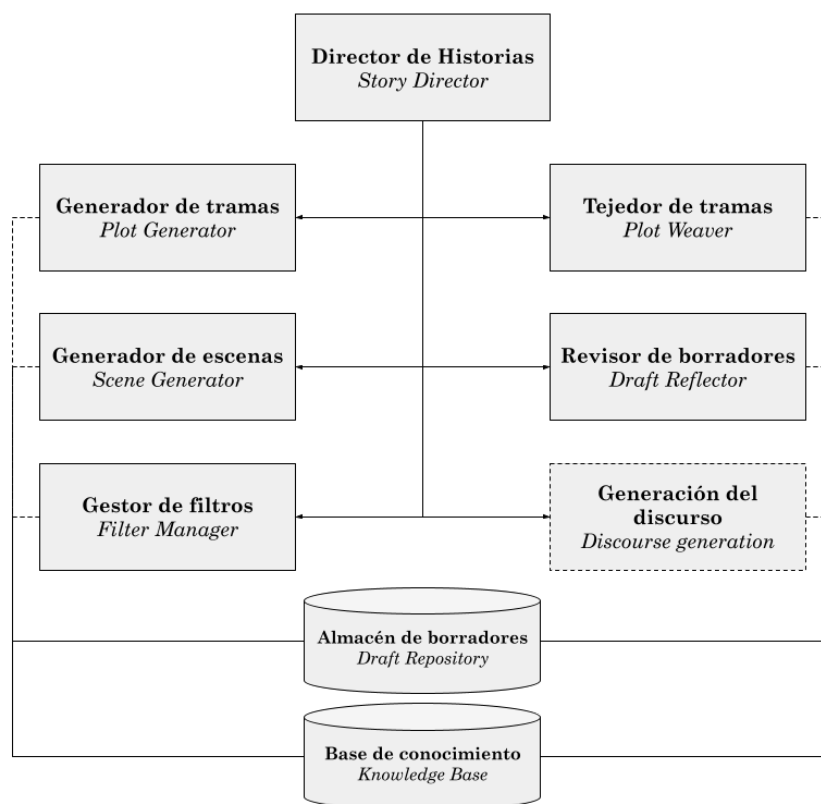 Director de Historias
Story Director
Generador de tramas
Plot Generator
Tejedor de tramas
Plot Weaver
Generador de escenas
Scene Generator
Revisor de borradores
Draft Reflector
Gestor de filtros
Filter Manager
Generación del
discurso
Discourse generation
Almacén de borradores
Draft Repository
Base de conocimiento
Knowledge Base